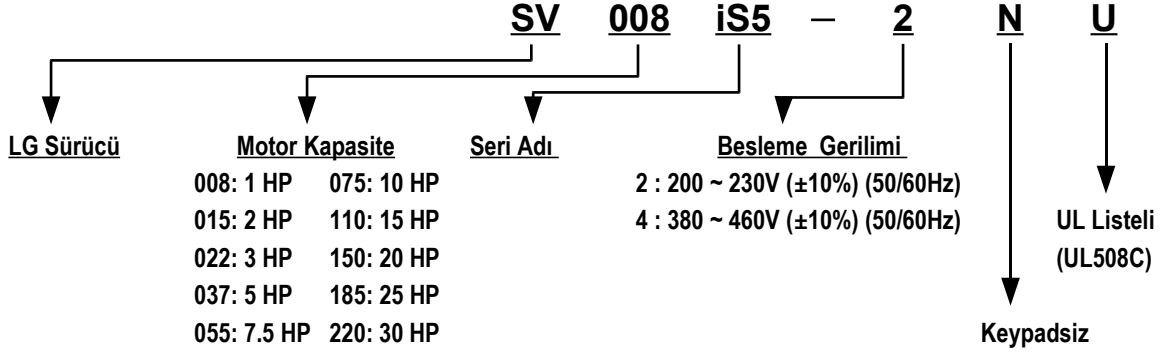 SV 008 iS5 – 2 N U
LG Sürücü Motor Kapasite Seri Adı Besleme Gerilimi
008: 1 HP 075: 10 HP 2 : 200 ~ 230V (±10%) (50/60Hz)
015: 2 HP 110: 15 HP 4 : 380 ~ 460V (±10%) (50/60Hz) UL Listeli
022: 3 HP 150: 20 HP (UL508C)
037: 5 HP 185: 25 HP
055: 7.5 HP 220: 30 HP Keypadsiz